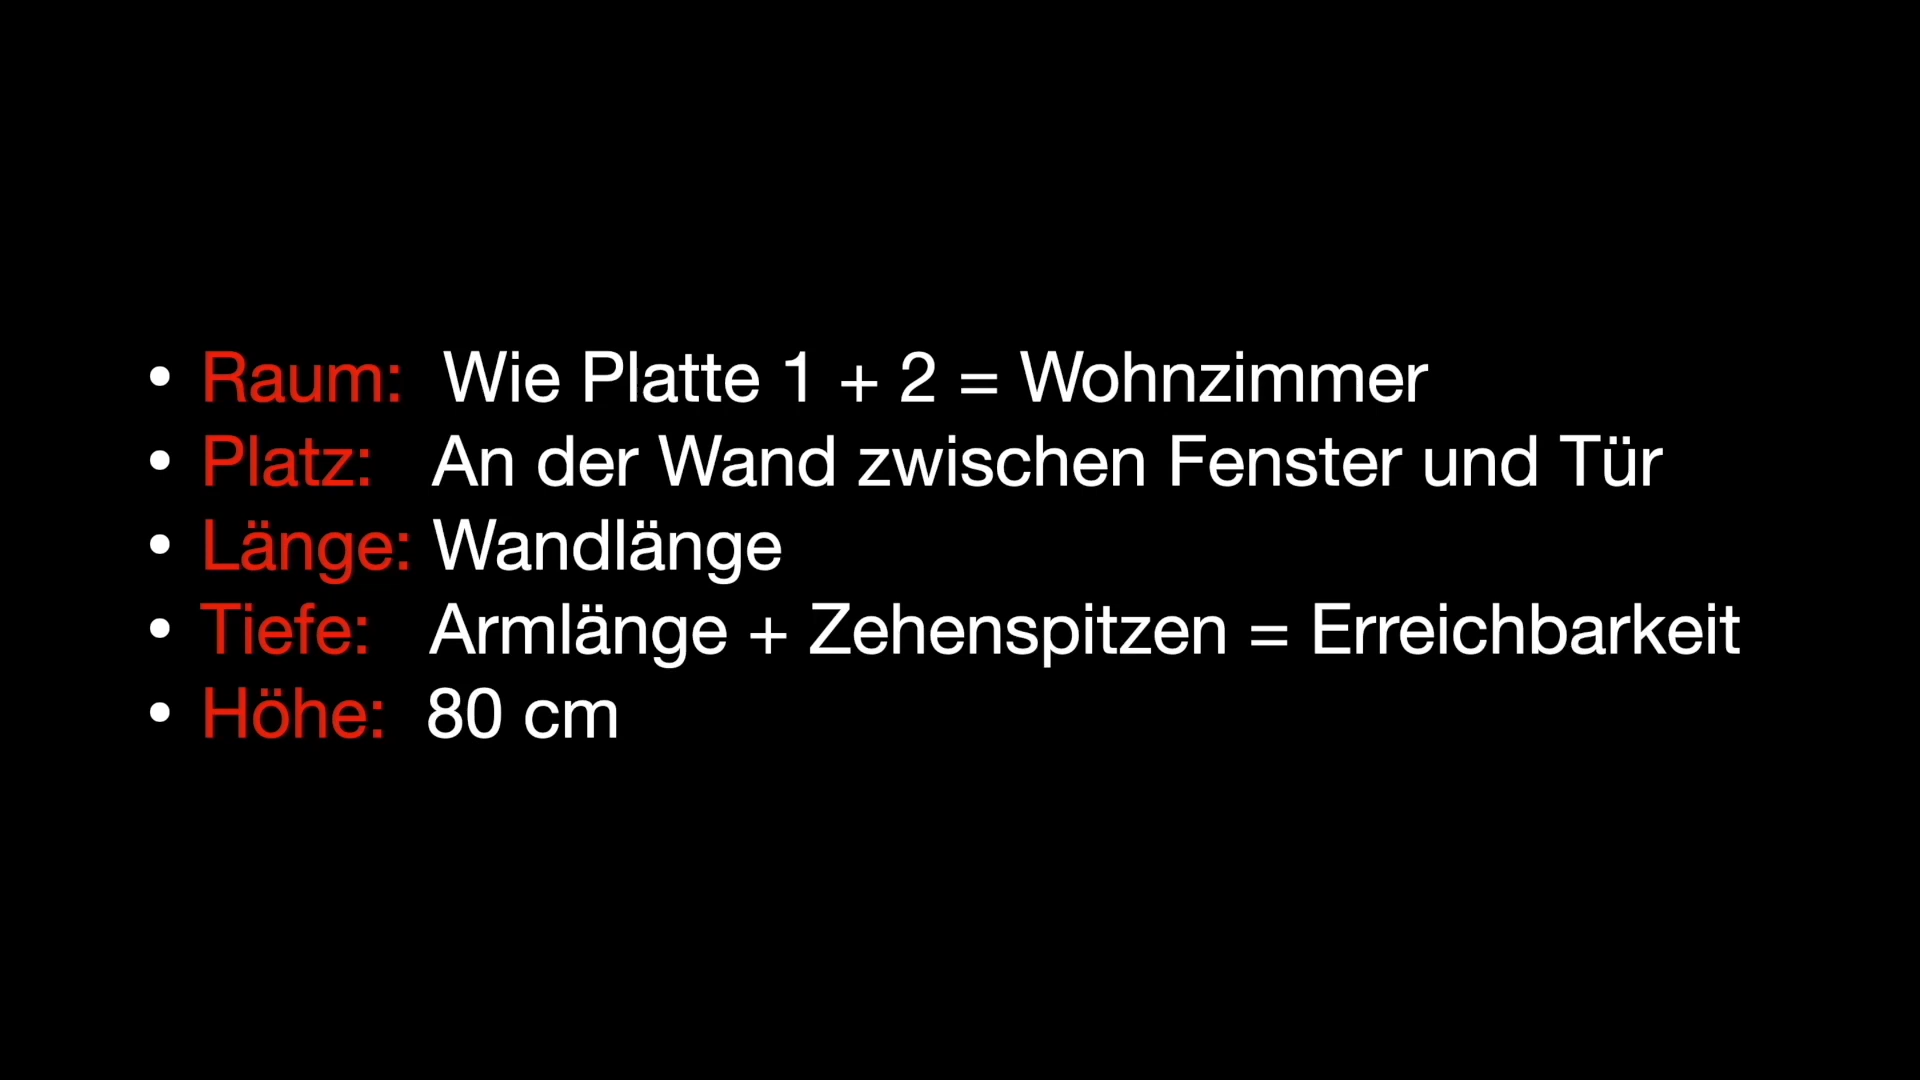 • Raum: Wie Platte 1 + 2 = Wohnzimmer
• Platz: An der Wand zwischen Fenster und Tür
• Länge: Wandlänge
• Tiefe: Armlänge + Zehenspitzen = Erreichbarkeit
• Höhe: 80 cm